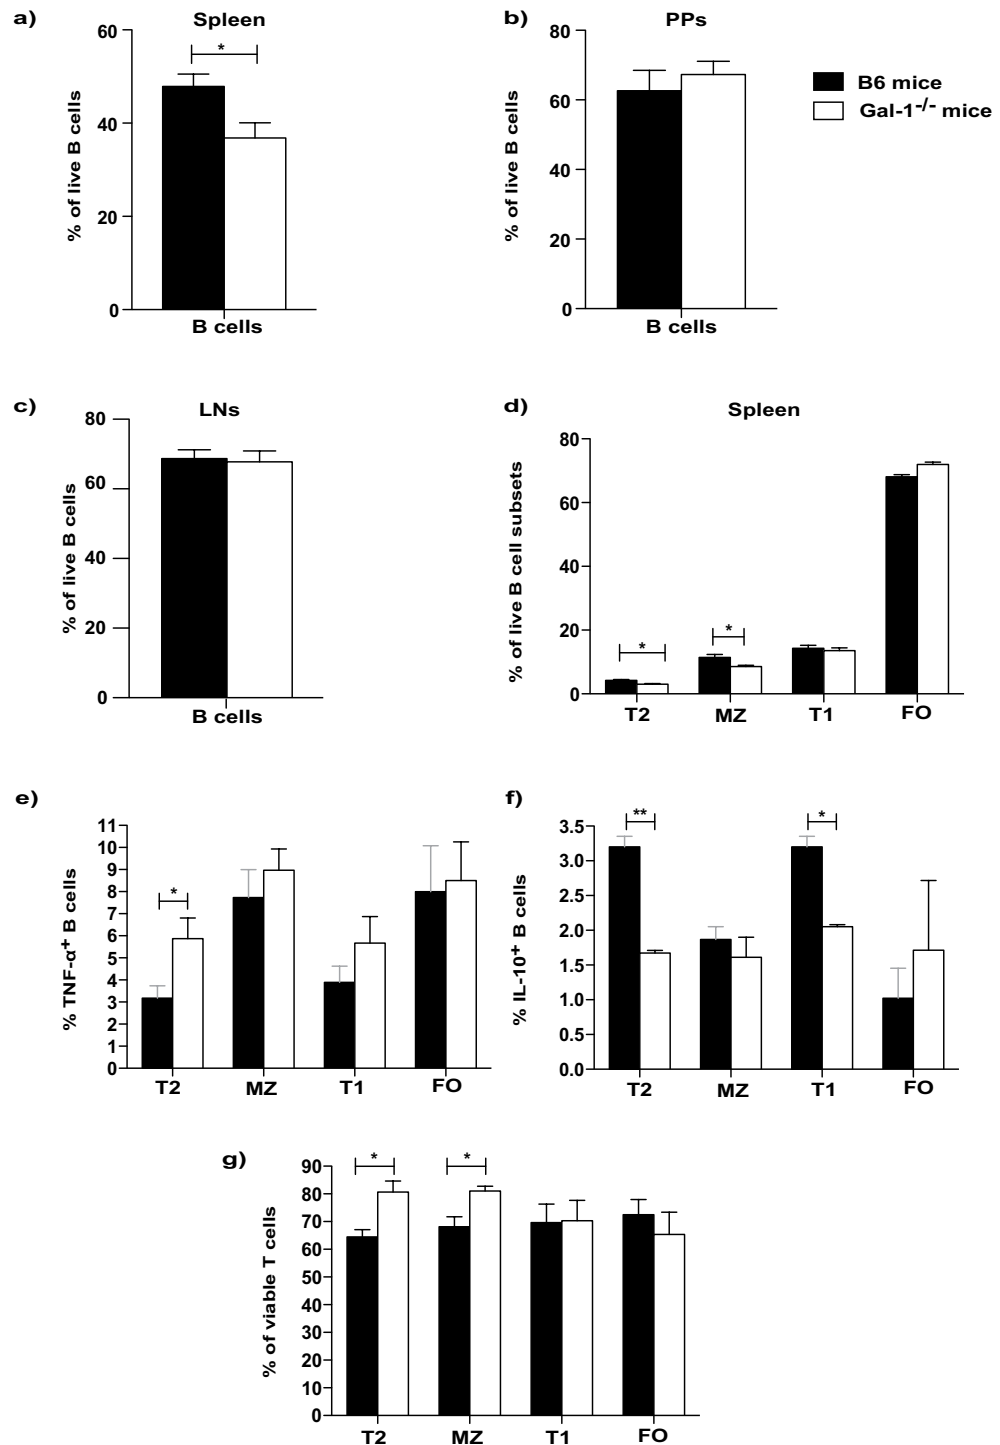 a)
Spleen
60
40
20
0
*
% of live B cells
B cells
b)
PPs
80
60
40
20
0
% of live B cells
B cells
B6 mice
Gal-1-/- mice
c)
LNs
80
60
40
20
0
% of live B cells
B cells
d)
Spleen
80
60
40
20
0
% of live B cell subsets
*
*
T2 MZ T1 FO
e)
11
10
9
8
7
6
5
4
3
2
1
0
% TNF-α+ B cells
*
T2 MZ T1 FO
f)
3.5
3.0
2.5
2.0
1.5
1.0
0.5
0.0
% IL-10+ B cells
**
*
T2 MZ T1 FO
g)
90
80
70
60
50
40
30
20
10
0
% of viable T cells
*
*
T2 MZ T1 FO